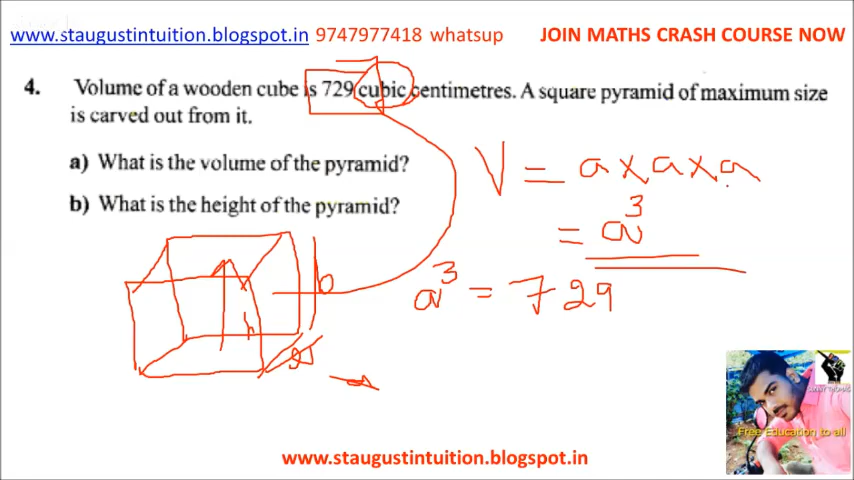 www.staugustintuition.blogspot.in 9747977418 whatsup JOIN MATHS CRASH COURSE NOW
4. Volume of a wooden cube is 729 cubic centimetres. A square pyramid of maximum size
is carved out from it.
a) What is the volume of the pyramid?
b) What is the height of the pyramid?
V = a x a x a
= a³
a³ = 729
b
h
Free Education to all
www.staugustintuition.blogspot.in